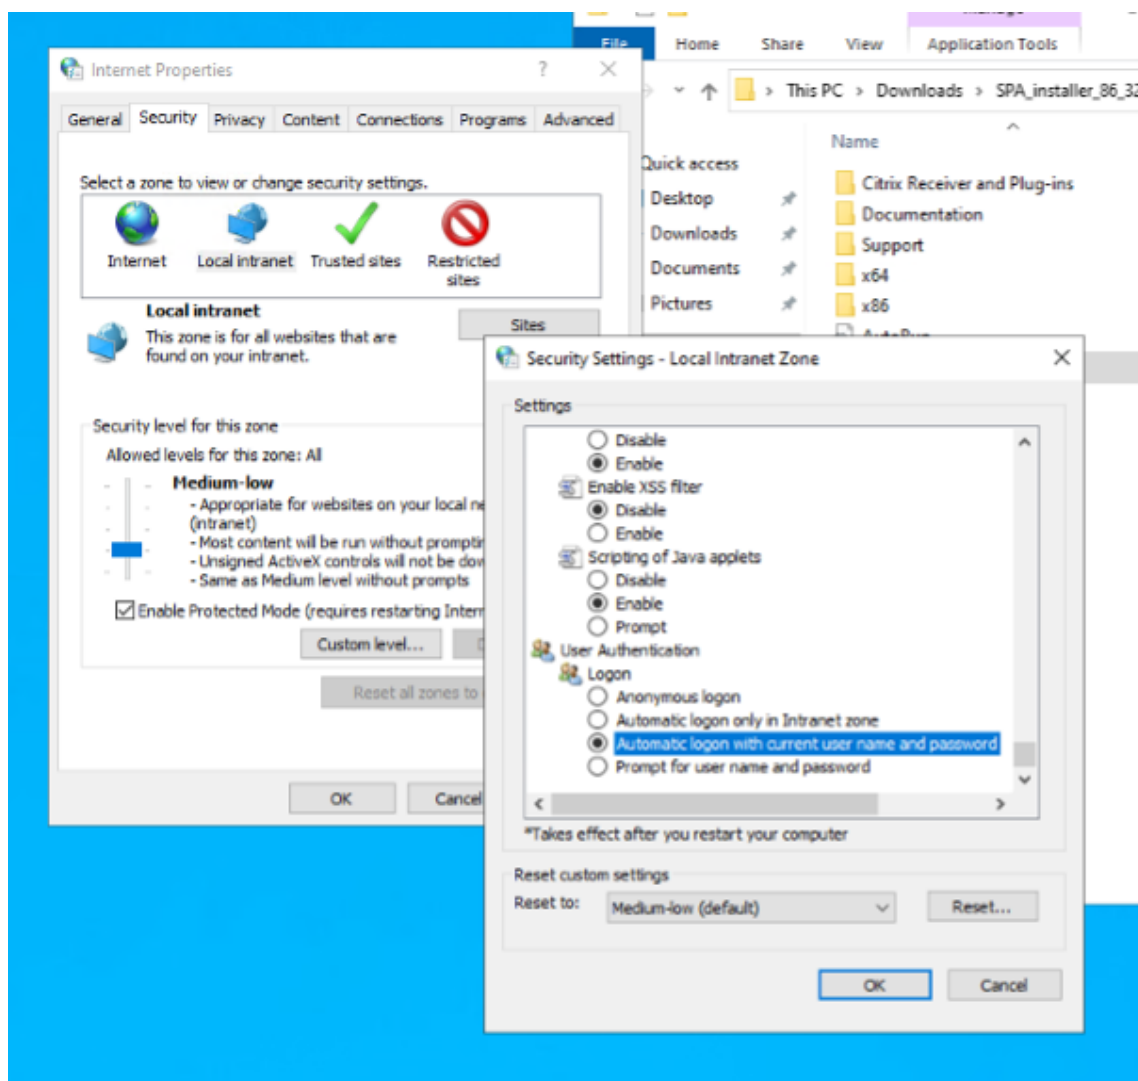 File
Home
Share
View
Application Tools
This PC > Downloads > SPA_installer_86_32
Name
Quick access
Desktop
Downloads
Documents
Pictures
Citrix Receiver and Plug-ins
Documentation
Support
x64
x86
Internet Properties
?
General Security Privacy Content Connections Programs Advanced
Select a zone to view or change security settings.
Internet
Local intranet
Trusted sites
Restricted
sites
Local intranet
This zone is for all websites that are
found on your intranet.
Sites
Security level for this zone
Allowed levels for this zone: All
Medium-low
- Appropriate for websites on your local
(intranet)
- Most content will be run without
- Unsigned ActiveX controls will not be
- Same as Medium level without prompts
Enable Protected Mode (requires restarting
Custom level...
Reset all zones to
OK
Cancel
Security Settings - Local Intranet Zone
Settings
Disable
Enable
Enable XSS filter
Disable
Enable
Scripting of Java applets
Disable
Enable
Prompt
User Authentication
Logon
Anonymous logon
Automatic logon only in Intranet zone
Automatic logon with current user name and password
Prompt for user name and password
*Takes effect after you restart your computer
Reset custom settings
Reset to:
Medium-low (default)
Reset...
OK
Cancel